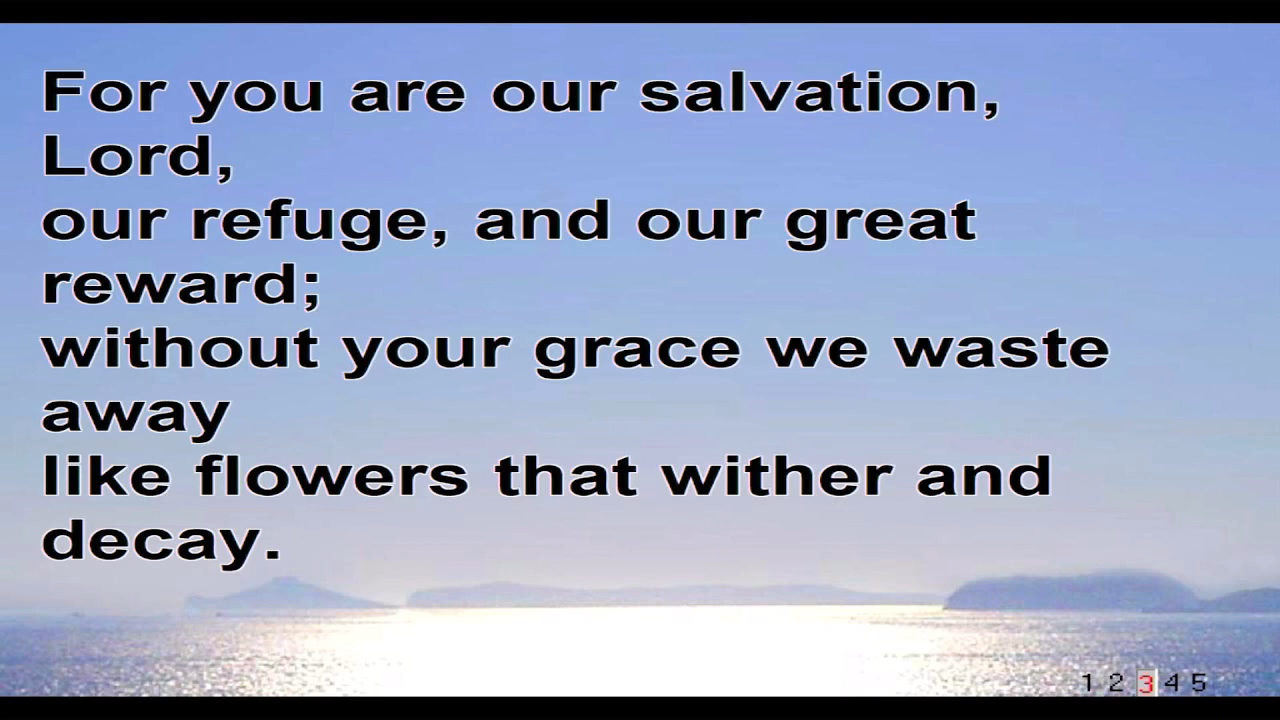 For you are our salvation,
Lord,
our refuge, and our great
reward;
without your grace we waste
away
like flowers that wither and
decay.
1 2 3 4 5